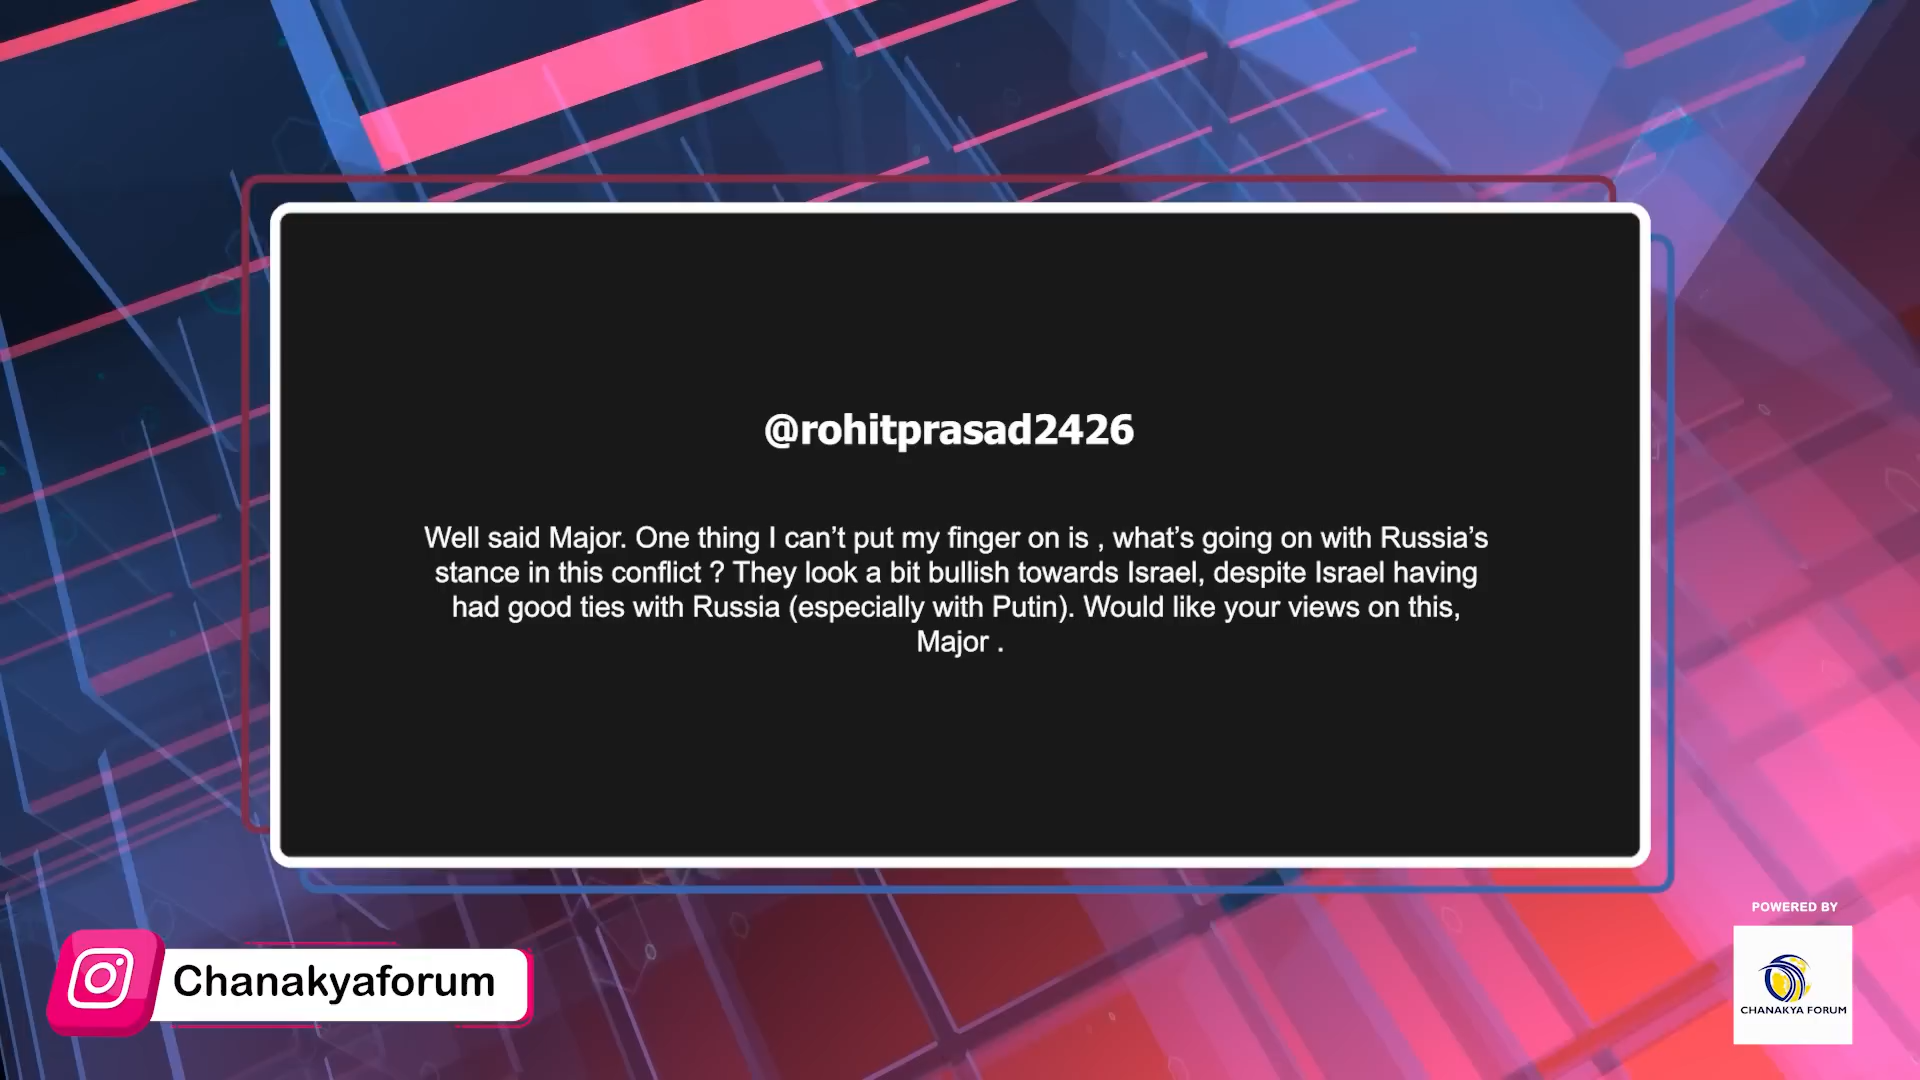 @rohitprasad2426
Well said Major. One thing I can’t put my finger on is , what’s going on with Russia’s
stance in this conflict ? They look a bit bullish towards Israel, despite Israel having
had good ties with Russia (especially with Putin). Would like your views on this,
Major .
POWERED BY
Chanakyaforum
CHANAKYA FORUM